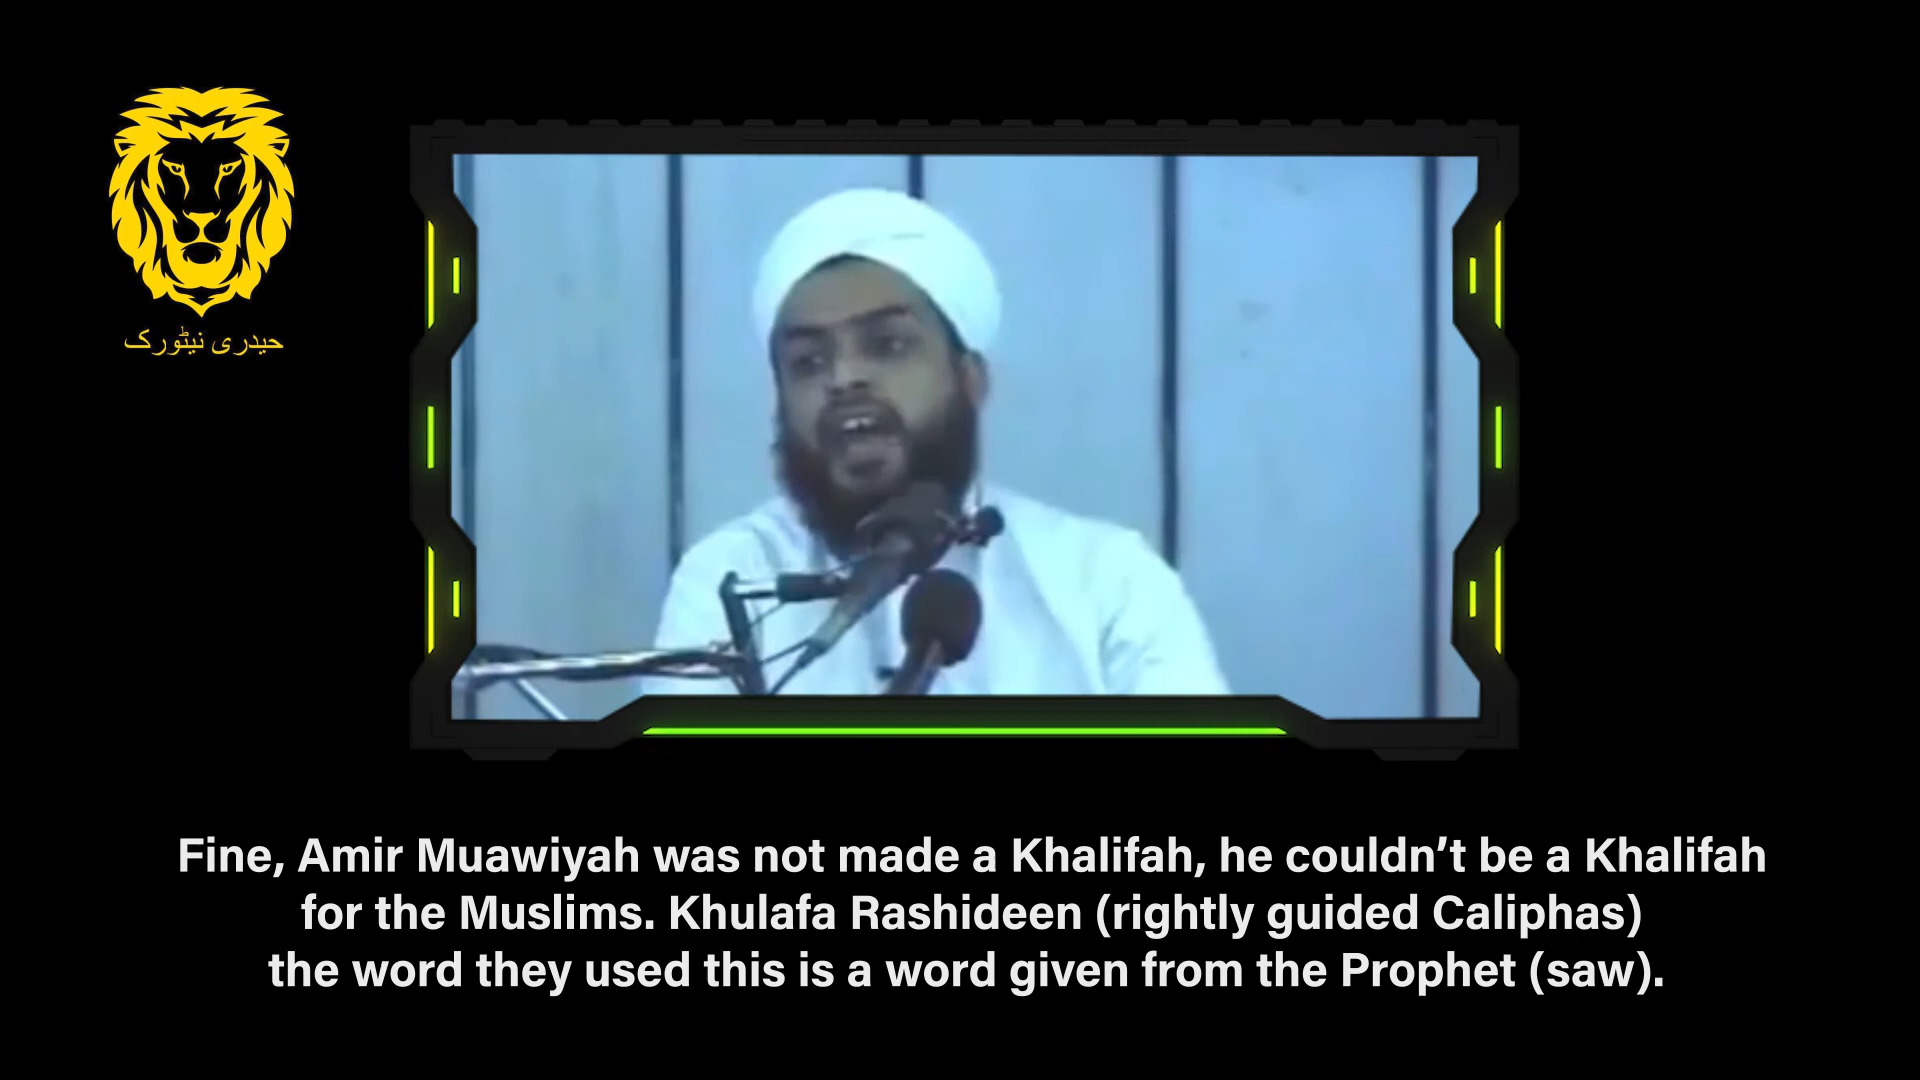 حیدری نیٹورک
Fine, Amir Muawiyah was not made a Khalifah, he couldn’t be a Khalifah
for the Muslims. Khulafa Rashideen (rightly guided Caliphas)
the word they used this is a word given from the Prophet (saw).